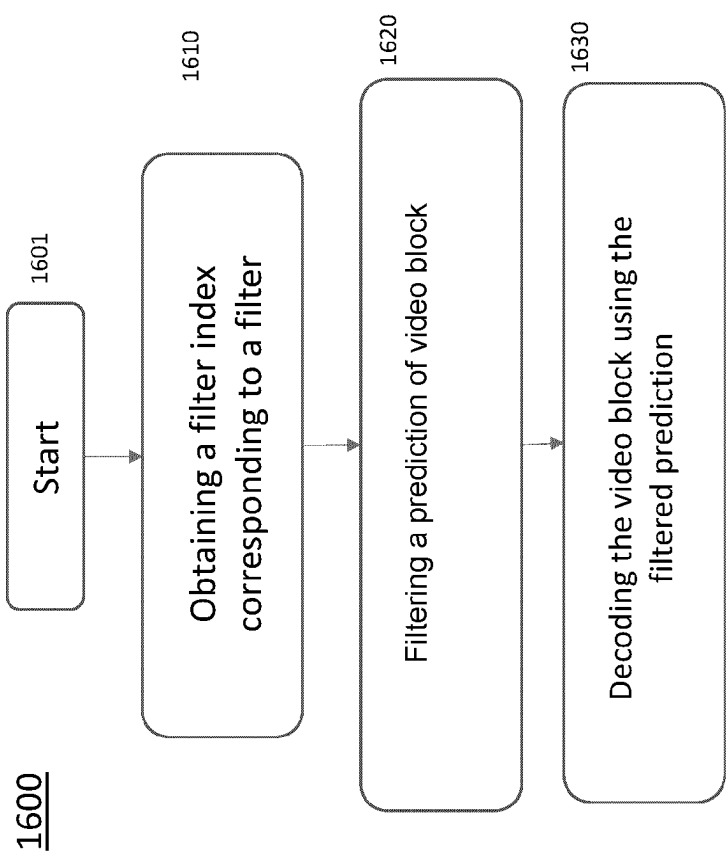 1600
Start
1601
Obtaining a filter index
corresponding to a filter
1610
Filtering a prediction of video block
1620
Decoding the video block using the
filtered prediction
1630